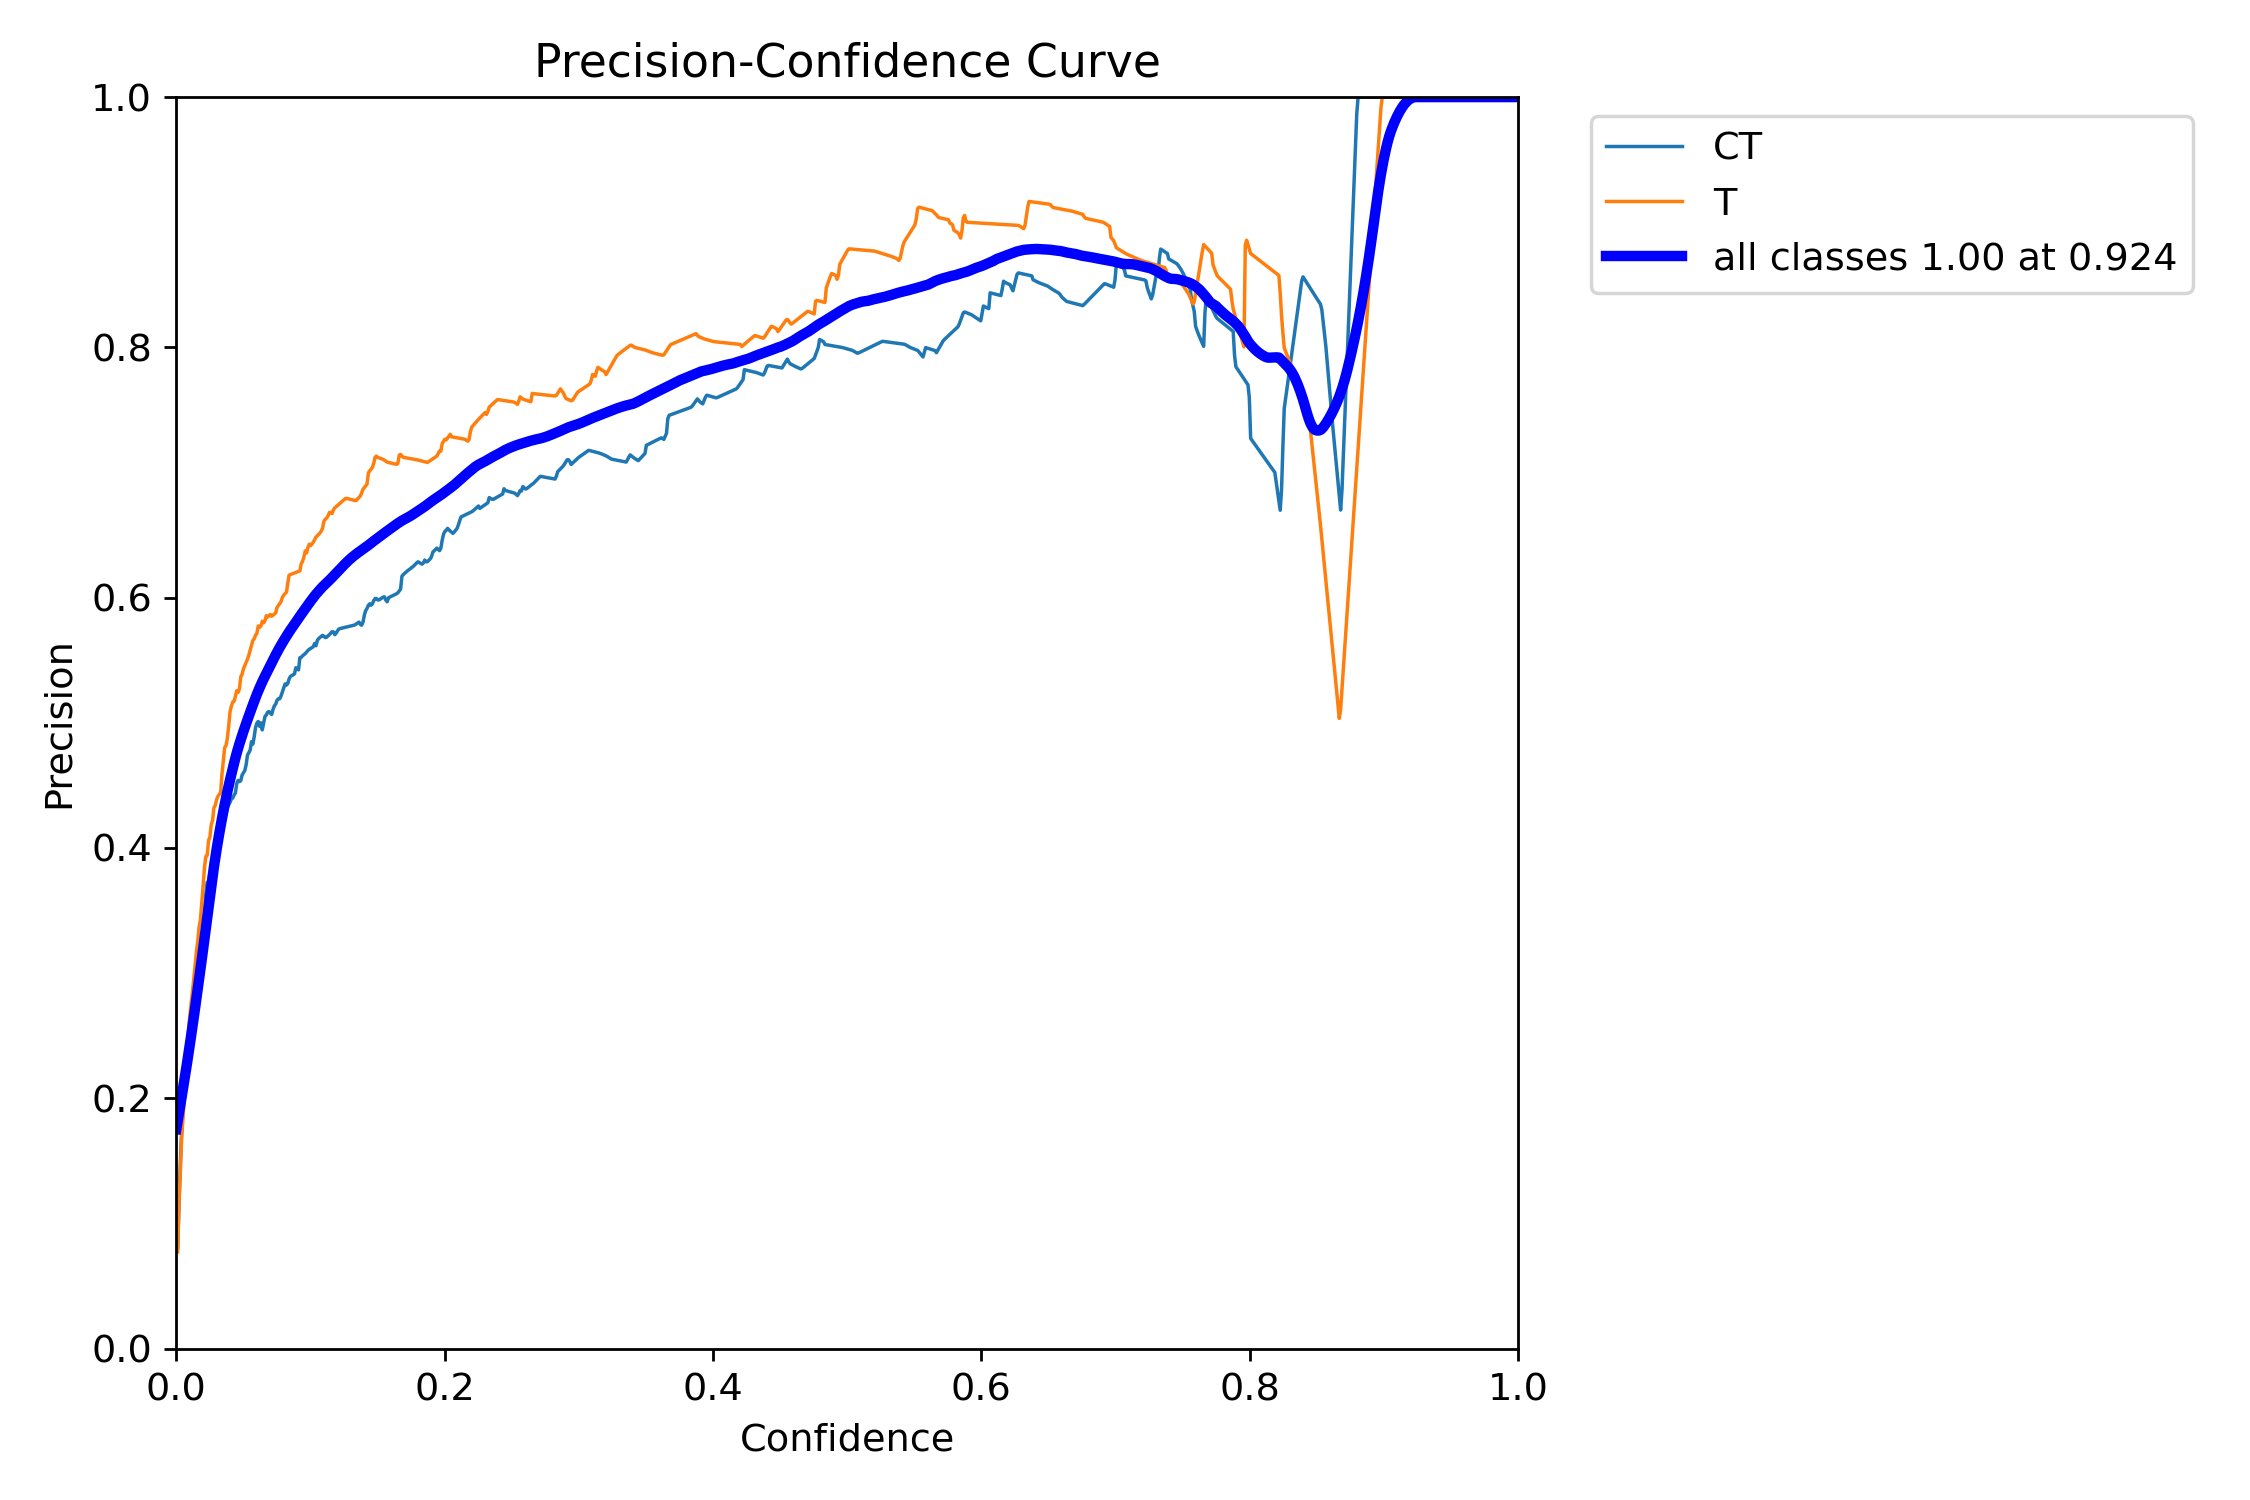 Precision-Confidence Curve
1.0
0.8
0.6
0.4
0.2
0.0
Precision
0.0 0.2 0.4 0.6 0.8 1.0
Confidence
CT
T
all classes 1.00 at 0.924